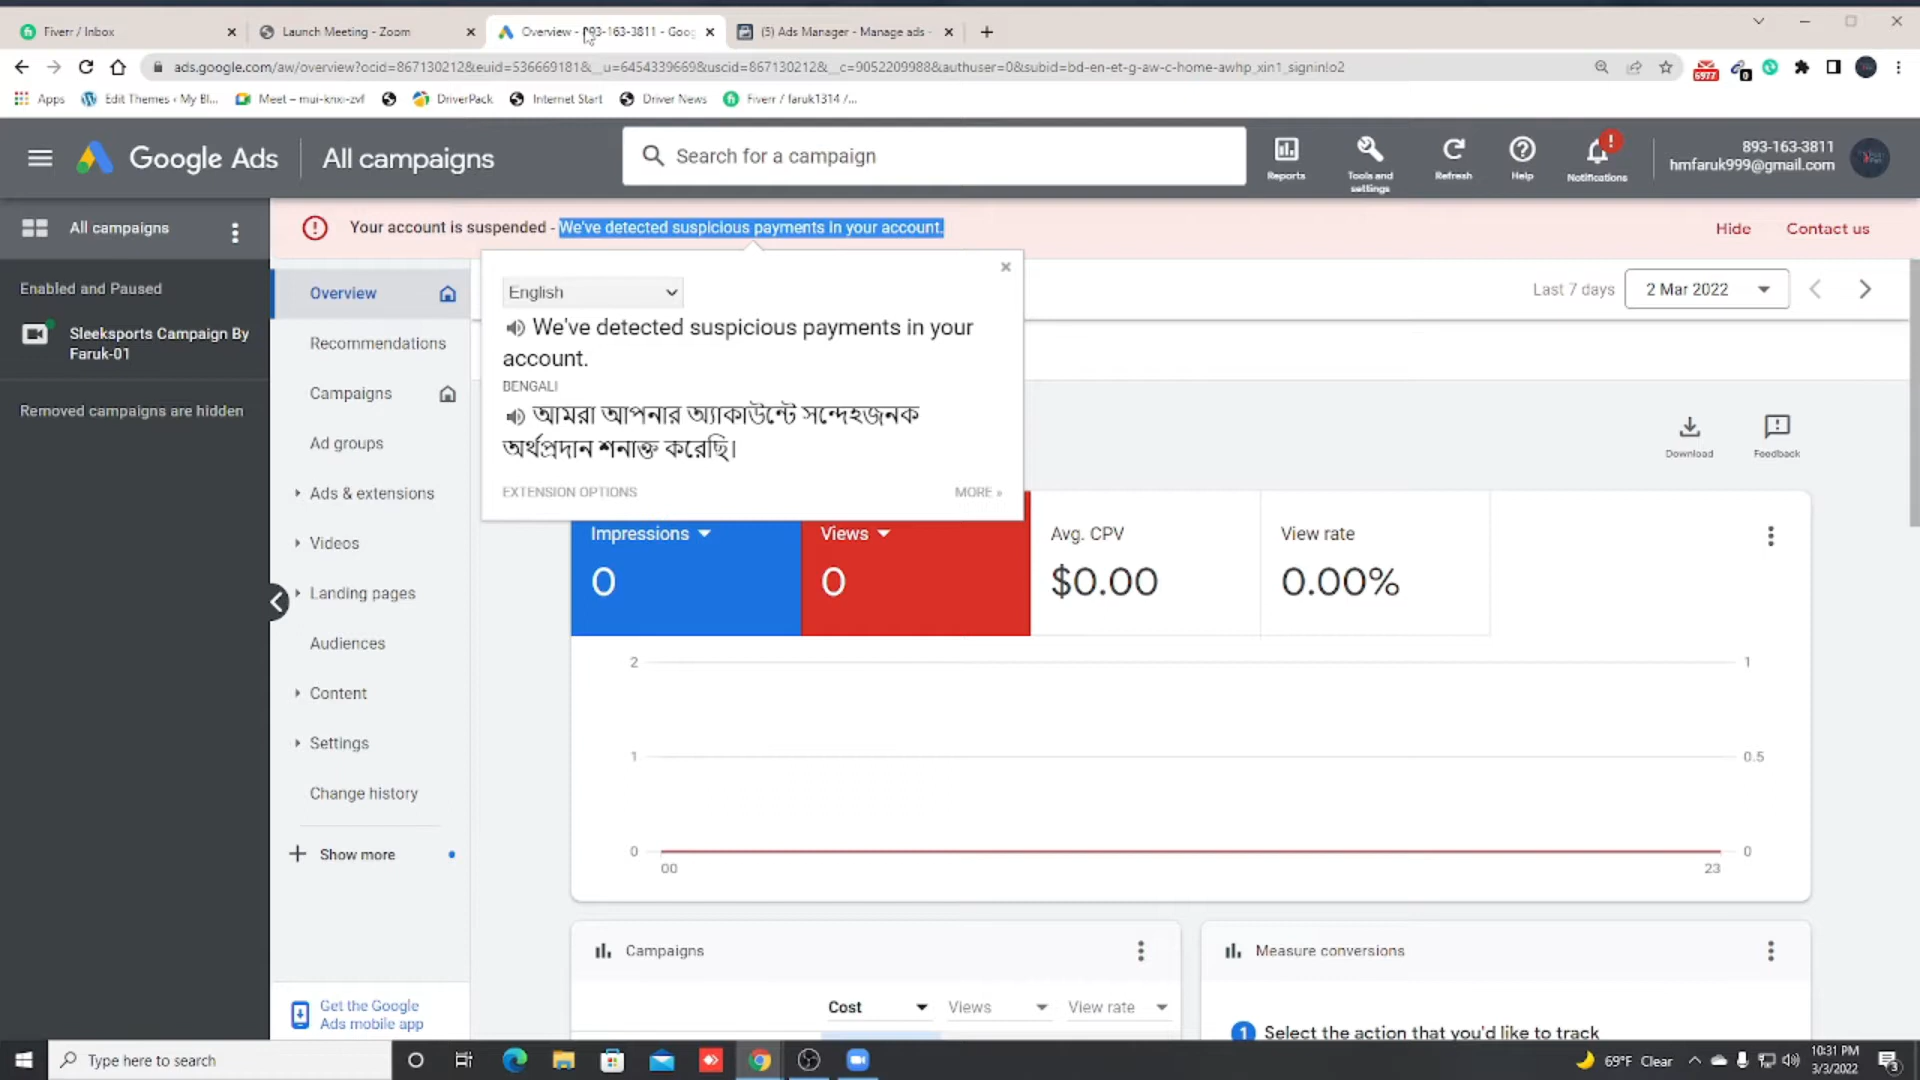 Fiverr / Inbox
Launch Meeting - Zoom
Overview - 893-163-3811 - Goog
(5) Ads Manager - Manage ads -
ads.google.com/aw/overview?ocid=867130212&euid=536669181&__u=6454339669&uscid=867130212&__c=9052209988&authuser=0&subid=bd-en-et-g-aw-c-home-awhp_xin1_signin!o2
6977
0
Apps
Edit Themes ‹ My Bl...
Meet – mui-knxi-zvf
DriverPack
Internet Start
Driver News
Fiverr / faruk1314 /...
Google Ads
All campaigns
Search for a campaign
Reports
Tools and settings
Refresh
Help
Notifications
893-163-3811
hmfaruk999@gmail.com
All campaigns
Your account is suspended - We've detected suspicious payments in your account.
Hide
Contact us
Enabled and Paused
Sleeksports Campaign By
Faruk-01
Removed campaigns are hidden
Overview
Recommendations
Campaigns
Ad groups
Ads & extensions
Videos
Landing pages
Audiences
Content
Settings
Change history
Show more
Get the Google
Ads mobile app
Last 7 days
2 Mar 2022
English
We've detected suspicious payments in your
account.
BENGALI
আমরা আপনার অ্যাকাউন্টে সন্দেহজনক
অর্থপ্রদান শনাক্ত করেছি।
EXTENSION OPTIONS
MORE »
Download
Feedback
Impressions
0
Views
0
Avg. CPV
$0.00
View rate
0.00%
2
1
1
0.5
0
0
00
23
Campaigns
Cost
Views
View rate
Measure conversions
1 Select the action that you'd like to track
Type here to search
69°F Clear
10:31 PM
3/3/2022
3